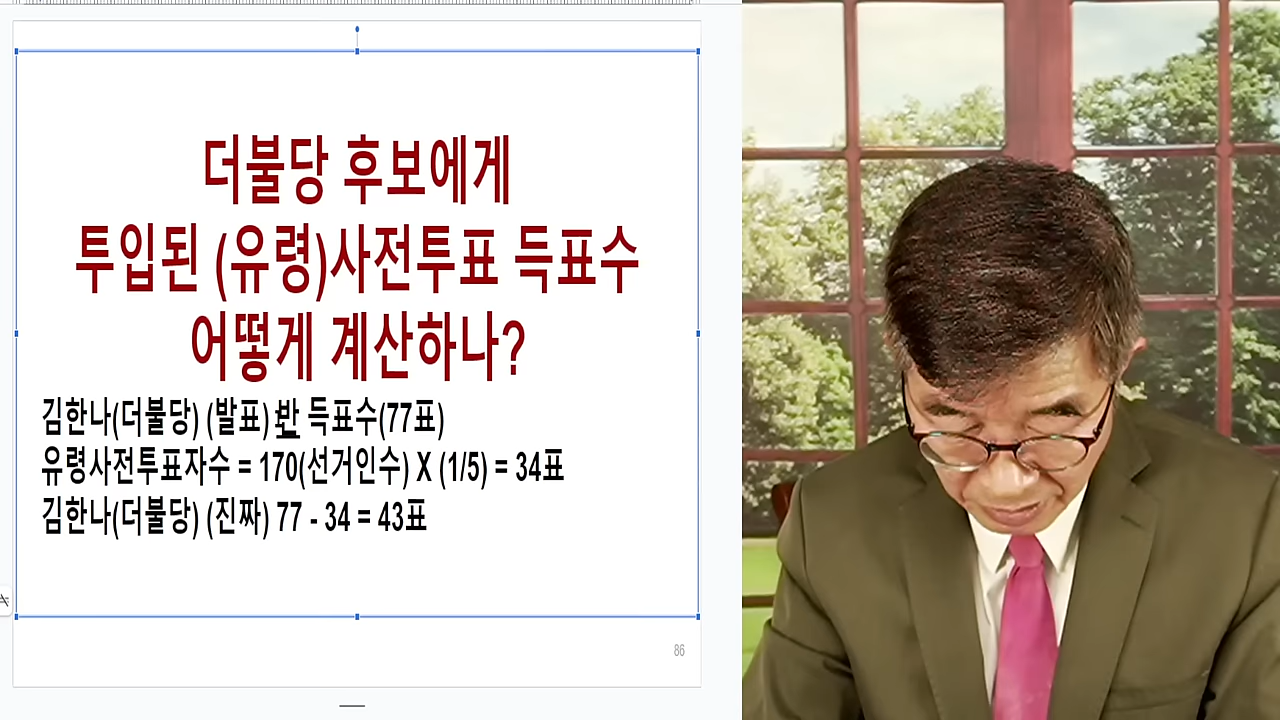 더불당 후보에게
투입된 (유령)사전투표 득표수
어떻게 계산하나?
김한나(더불당) (발표) 반 득표수(77표)
유령사전투표자수 = 170(선거인수) X (1/5) = 34표
김한나(더불당) (진짜) 77 - 34 = 43표
86